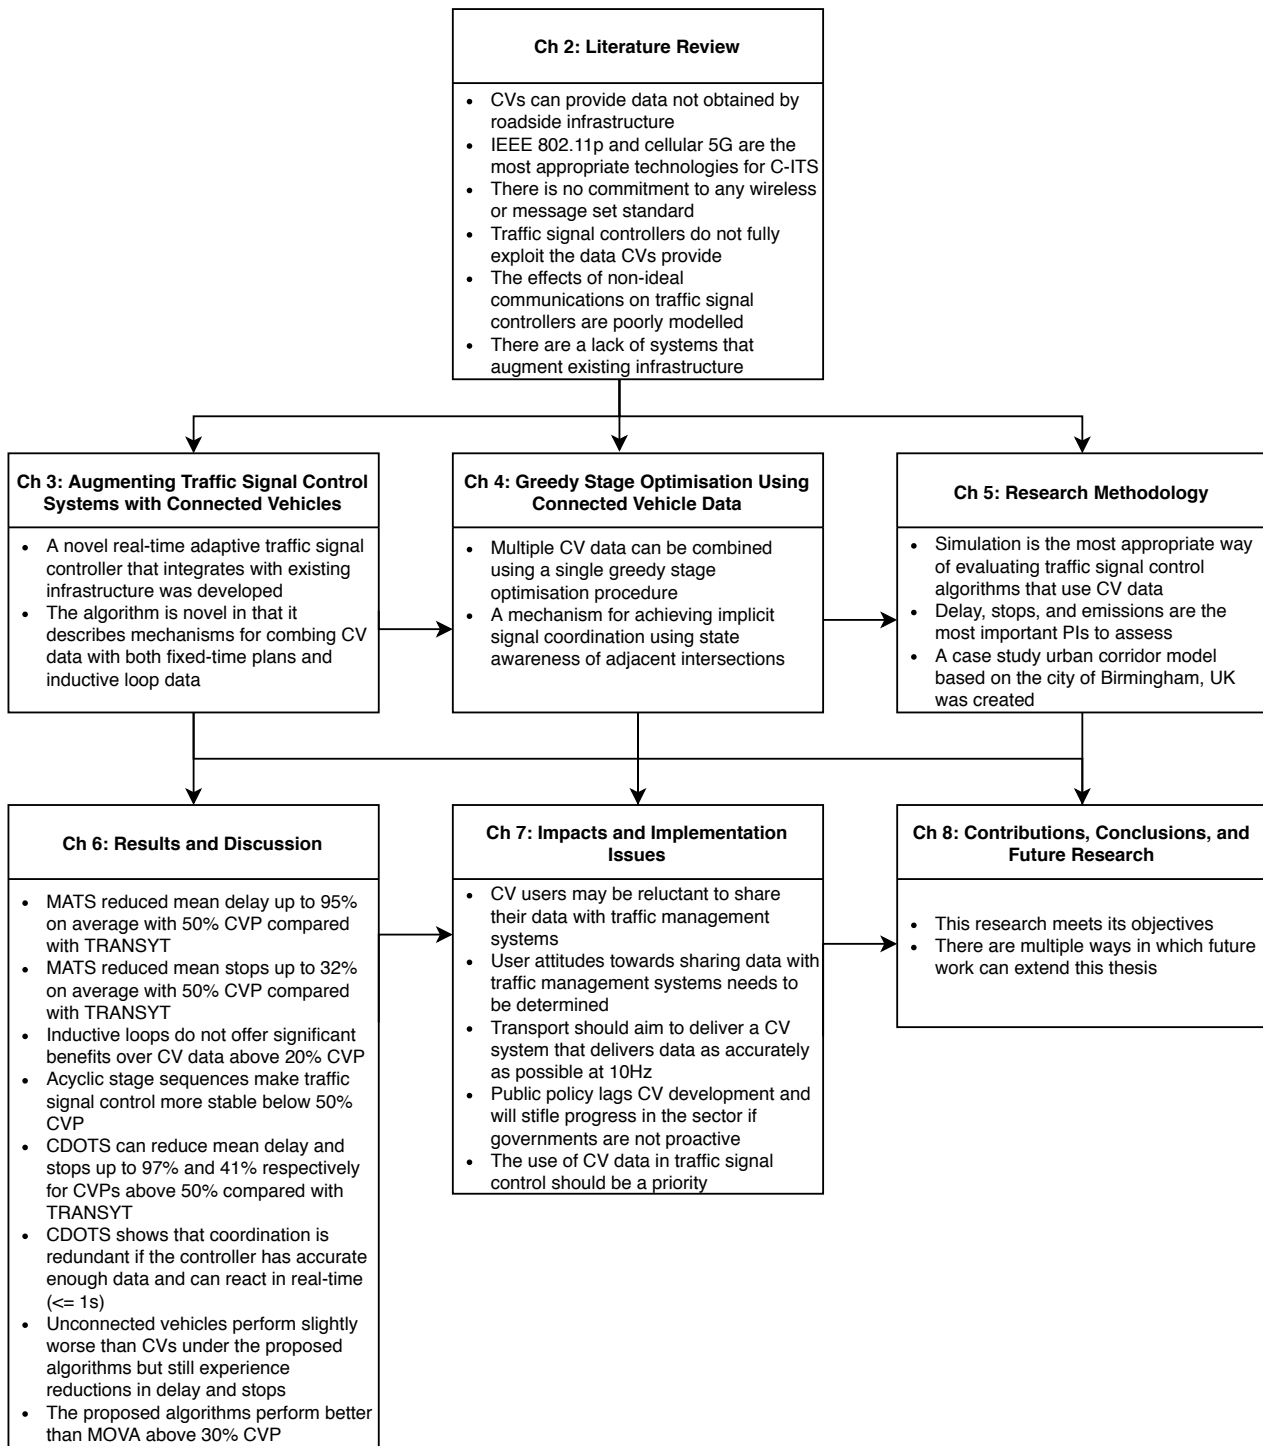 Ch 2: Literature Review
• CVs can provide data not obtained by
roadside infrastructure
• IEEE 802.11p and cellular 5G are the
most appropriate technologies for C-ITS
• There is no commitment to any wireless
or message set standard
• Traffic signal controllers do not fully
exploit the data CVs provide
• The effects of non-ideal
communications on traffic signal
controllers are poorly modelled
• There are a lack of systems that
augment existing infrastructure
Ch 3: Augmenting Traffic Signal Control
Systems with Connected Vehicles
• A novel real-time adaptive traffic signal
controller that integrates with existing
infrastructure was developed
• The algorithm is novel in that it
describes mechanisms for combing CV
data with both fixed-time plans and
inductive loop data
Ch 4: Greedy Stage Optimisation Using
Connected Vehicle Data
• Multiple CV data can be combined
using a single greedy stage
optimisation procedure
• A mechanism for achieving implicit
signal coordination using state
awareness of adjacent intersections
Ch 5: Research Methodology
• Simulation is the most appropriate way
of evaluating traffic signal control
algorithms that use CV data
• Delay, stops, and emissions are the
most important PIs to assess
• A case study urban corridor model
based on the city of Birmingham, UK
was created
Ch 6: Results and Discussion
• MATS reduced mean delay up to 95%
on average with 50% CVP compared
with TRANSYT
• MATS reduced mean stops up to 32%
on average with 50% CVP compared
with TRANSYT
• Inductive loops do not offer significant
benefits over CV data above 20% CVP
• Acyclic stage sequences make traffic
signal control more stable below 50%
CVP
• CDOTS can reduce mean delay and
stops up to 97% and 41% respectively
for CVPs above 50% compared with
TRANSYT
• CDOTS shows that coordination is
redundant if the controller has accurate
enough data and can react in real-time
(<= 1s)
• Unconnected vehicles perform slightly
worse than CVs under the proposed
algorithms but still experience
reductions in delay and stops
• The proposed algorithms perform better
than MOVA above 30% CVP
Ch 7: Impacts and Implementation
Issues
• CV users may be reluctant to share
their data with traffic management
systems
• User attitudes towards sharing data with
traffic management systems needs to
be determined
• Transport should aim to deliver a CV
system that delivers data as accurately
as possible at 10Hz
• Public policy lags CV development and
will stifle progress in the sector if
governments are not proactive
• The use of CV data in traffic signal
control should be a priority
Ch 8: Contributions, Conclusions, and
Future Research
• This research meets its objectives
• There are multiple ways in which future
work can extend this thesis